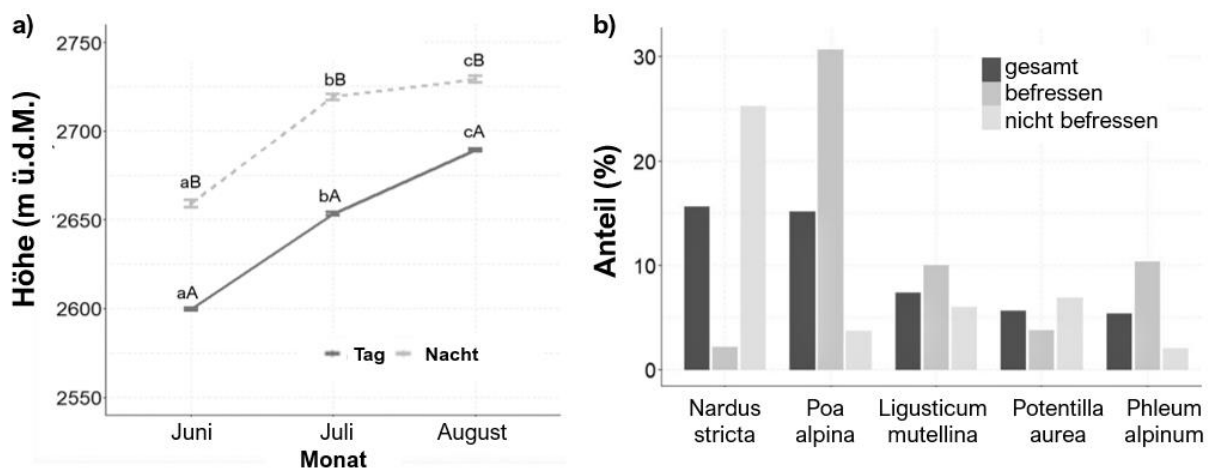 a)
2750
2700
2650
2600
2550
Höhe (m ü.d.M.)
aB
bB
cB
aA
bA
cA
Tag Nacht
Juni Juli August
Monat
b)
30
20
10
0
Anteil (%)
gesamt
befressen
nicht befressen
Nardus Poa Ligusticum Potentilla Phleum
stricta alpina mutellina aurea alpinum